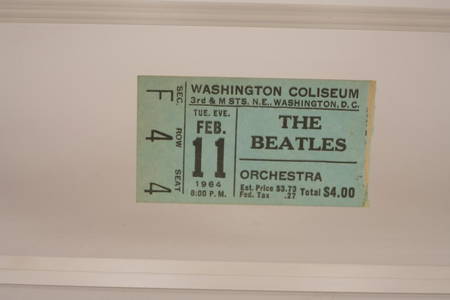 SEC. ROW SEAT
F 4 4
WASHINGTON COLISEUM
3rd & M STS. N.E., WASHINGTON, D.C.
TUE. EVE.
FEB.
11
1964
8:00 P.M.
THE
BEATLES
ORCHESTRA
Est. Price $3.73
Fed. Tax .27
Total $4.00